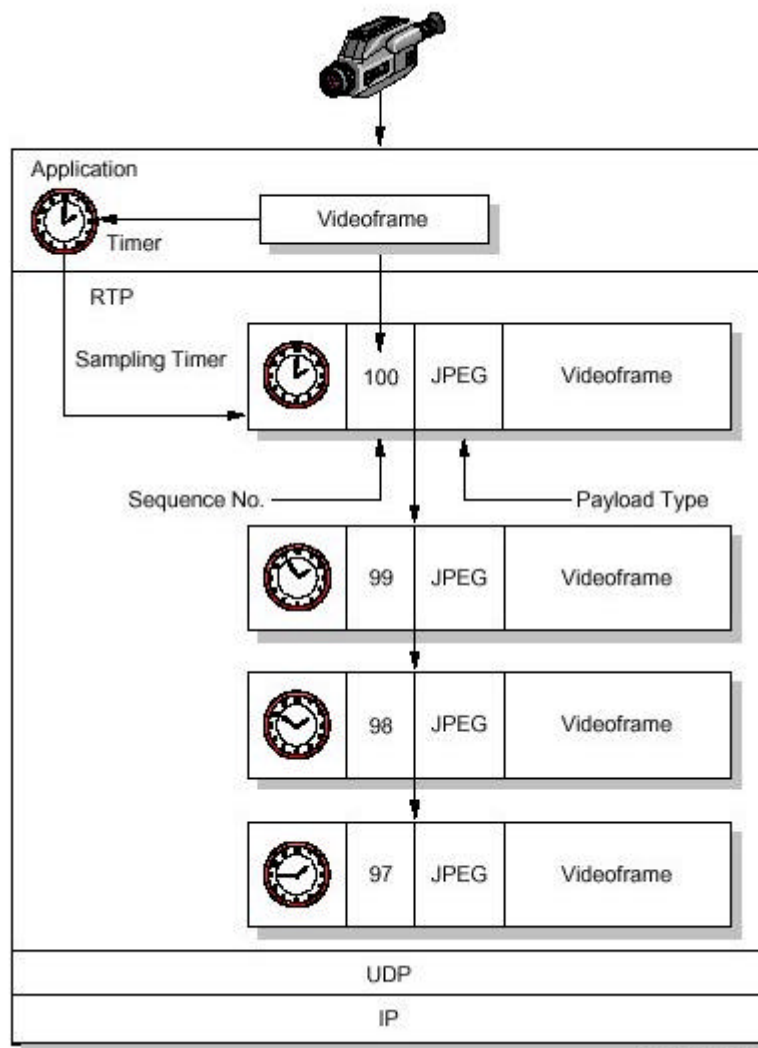 Application
Timer
Videoframe
RTP
Sampling Timer
100 JPEG Videoframe
Sequence No.
Payload Type
99 JPEG Videoframe
98 JPEG Videoframe
97 JPEG Videoframe
UDP
IP